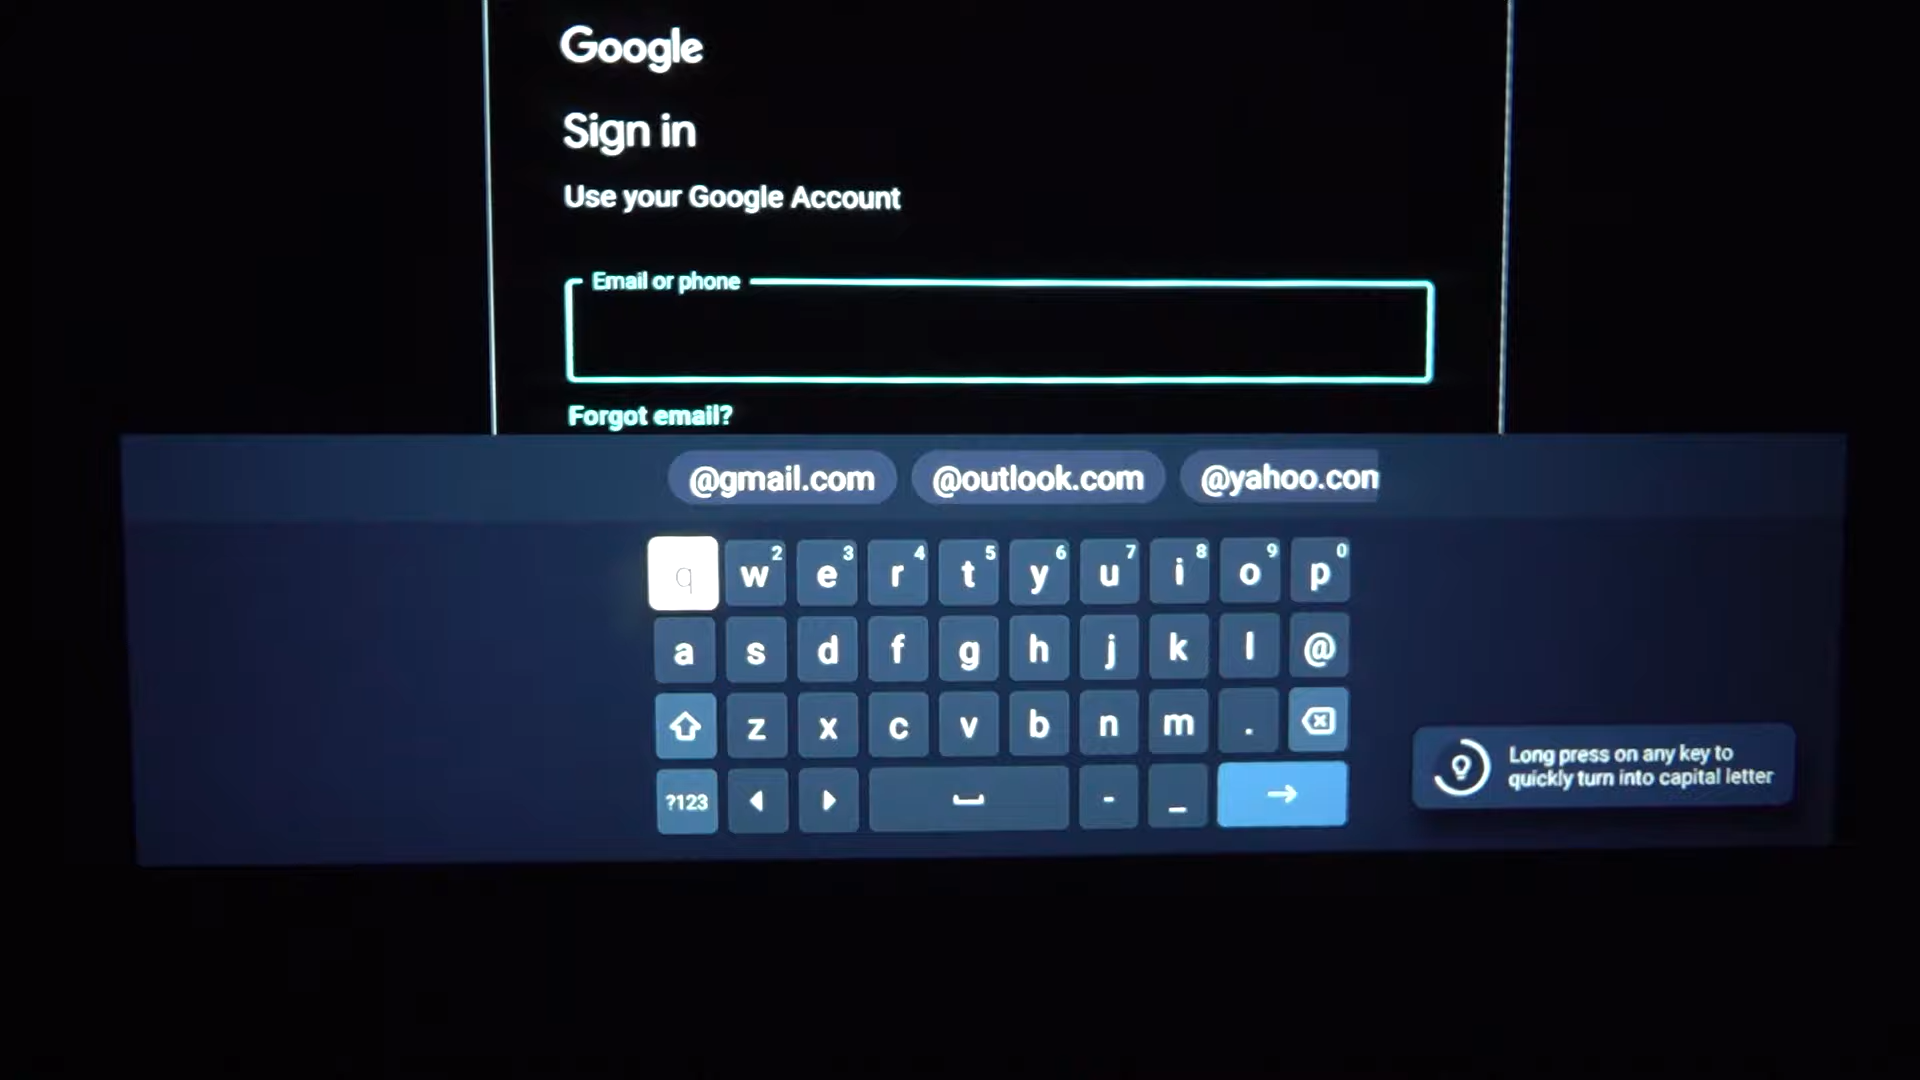 Google
Sign in
Use your Google Account
Email or phone
Forgot email?
@gmail.com @outlook.com @yahoo.con
q w 2 e 3 r 4 t 5 y 6 u 7 i 8 o 9 p 0
a s d f g h j k l @
z x c v b n m .
?123 - _
Long press on any key to
quickly turn into capital letter